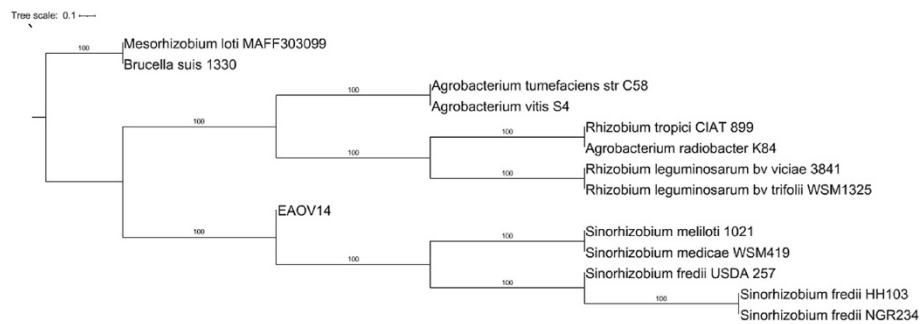 Tree scale: 0.1
100
Mesorhizobium loti MAFF303099
Brucella suis 1330
100
100
Agrobacterium tumefaciens str C58
Agrobacterium vitis S4
100
100
Rhizobium tropici CIAT 899
Agrobacterium radiobacter K84
100
Rhizobium leguminosarum bv viciae 3841
Rhizobium leguminosarum bv trifolii WSM1325
100
EAOV14
100
100
Sinorhizobium meliloti 1021
Sinorhizobium medicae WSM419
100
Sinorhizobium fredii USDA 257
100
Sinorhizobium fredii HH103
Sinorhizobium fredii NGR234